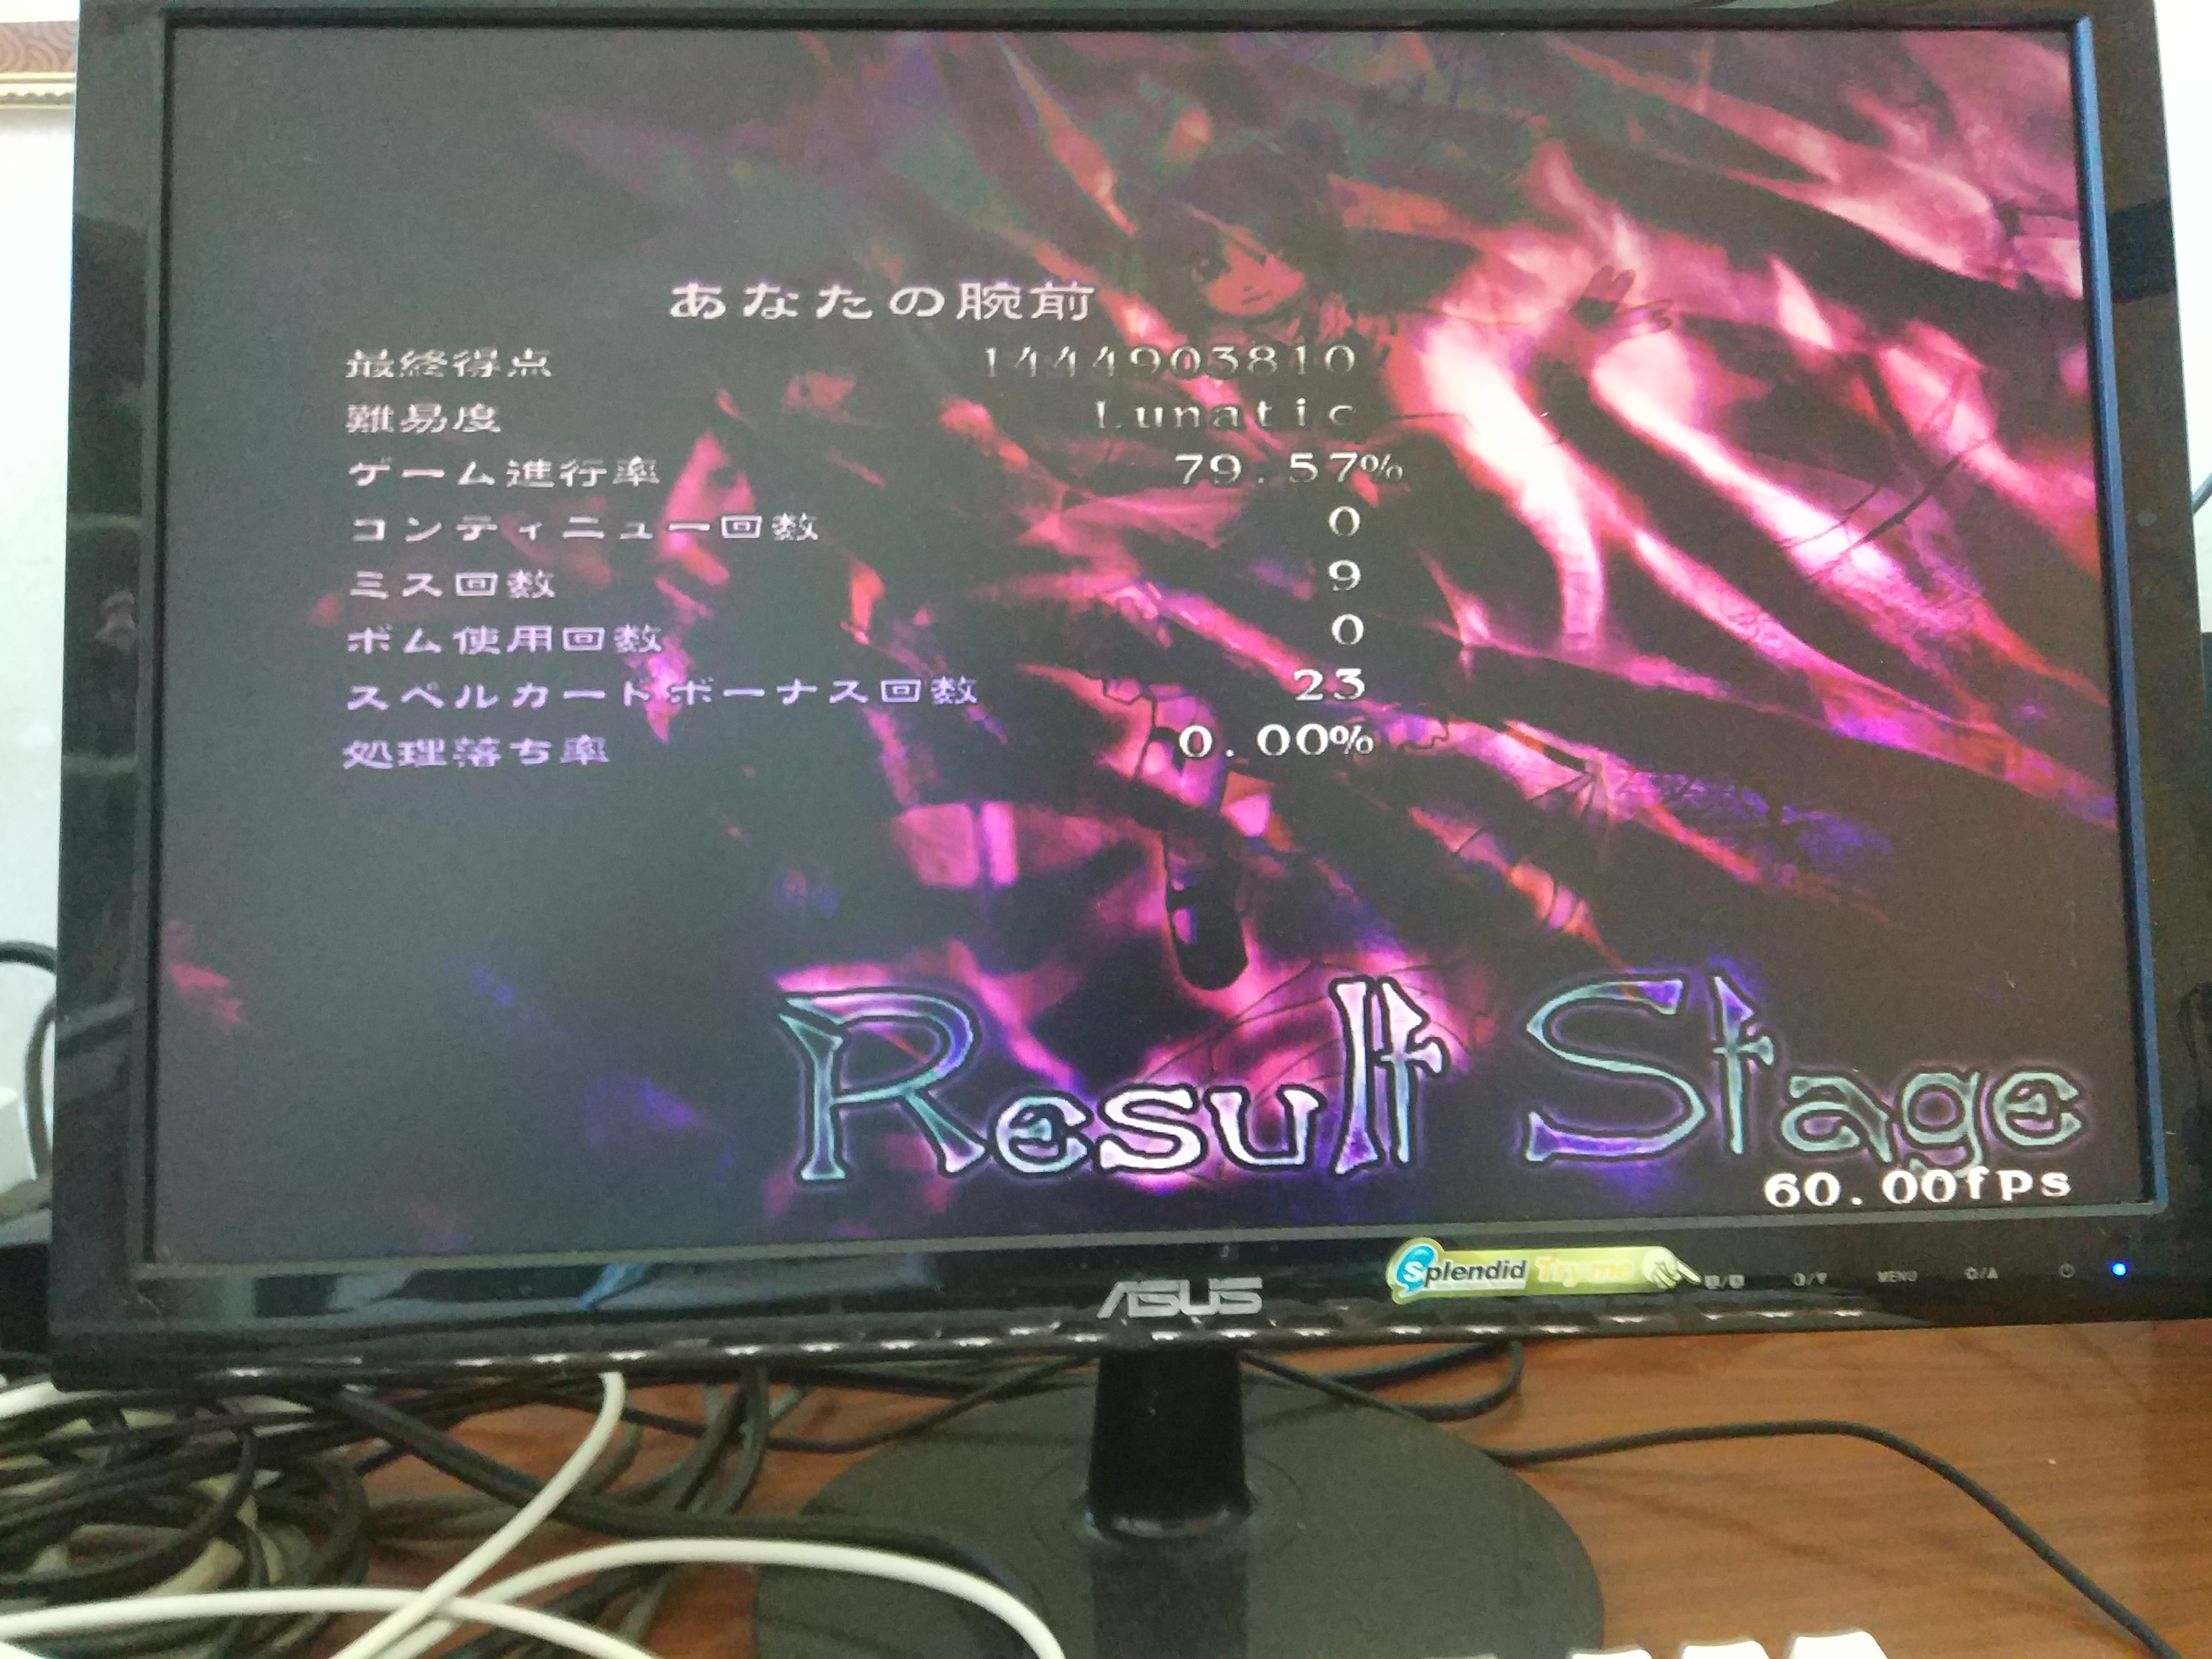 あなたの腕前
最終得点 1444903810
難易度 Lunatic
ゲーム進行率 79.57%
コンティニュー回数 0
ミス回数 9
ボム使用回数 0
スペルカードボーナス回数 23
処理落ち率 0.00%
Result Stage
60.00fps
ASUS
Splendid Try me
MENU